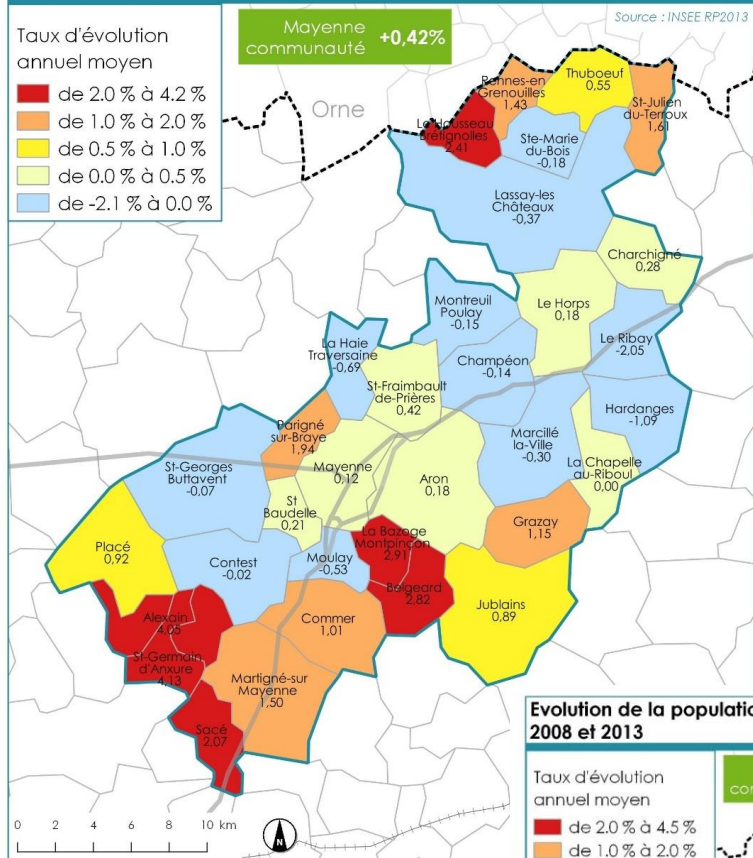 Source : INSEE RP2013
Taux d'évolution
annuel moyen
de 2.0 % à 4.2 %
de 1.0 % à 2.0 %
de 0.5 % à 1.0 %
de 0.0 % à 0.5 %
de -2.1 % à 0.0 %
Mayenne
communauté +0,42%
Orne
Rennes-en
Grenouilles
1,43
Thuboeuf
0,55
St-Julien
du-Terroux
1,61
Le Housseau
Brétignolles
2,41
Ste-Marie
du-Bois
-0,18
Lassay-les
Châteaux
-0,37
Charchigné
0,28
Montreuil
Poulay
-0,15
Le Horps
0,18
Le Ribay
-2,05
La Haie
Traversaine
-0,69
Champéon
-0,14
St-Fraimbault
de-Prières
0,42
Hardanges
-1,09
Parigné
sur-Braye
1,94
Marcillé
la-Ville
-0,30
St-Georges
Buttavent
-0,07
Mayenne
0,12
Aron
0,18
La Chapelle
au-Riboul
0,00
St
Baudelle
0,21
Grazay
1,15
Placé
0,92
Contest
-0,02
Moulay
-0,53
La Bazoge
Montpinçon
2,91
Belgeard
2,82
Jublains
0,89
Alexain
4,05
Commer
1,01
St-Germain
d'Anxure
4,13
Martigné-sur
Mayenne
1,50
Sacé
2,07
0 2 4 6 8 10 km
N
Evolution de la populatio
2008 et 2013
Taux d'évolution
annuel moyen
de 2.0 % à 4.5 %
de 1.0 % à 2.0 %
co